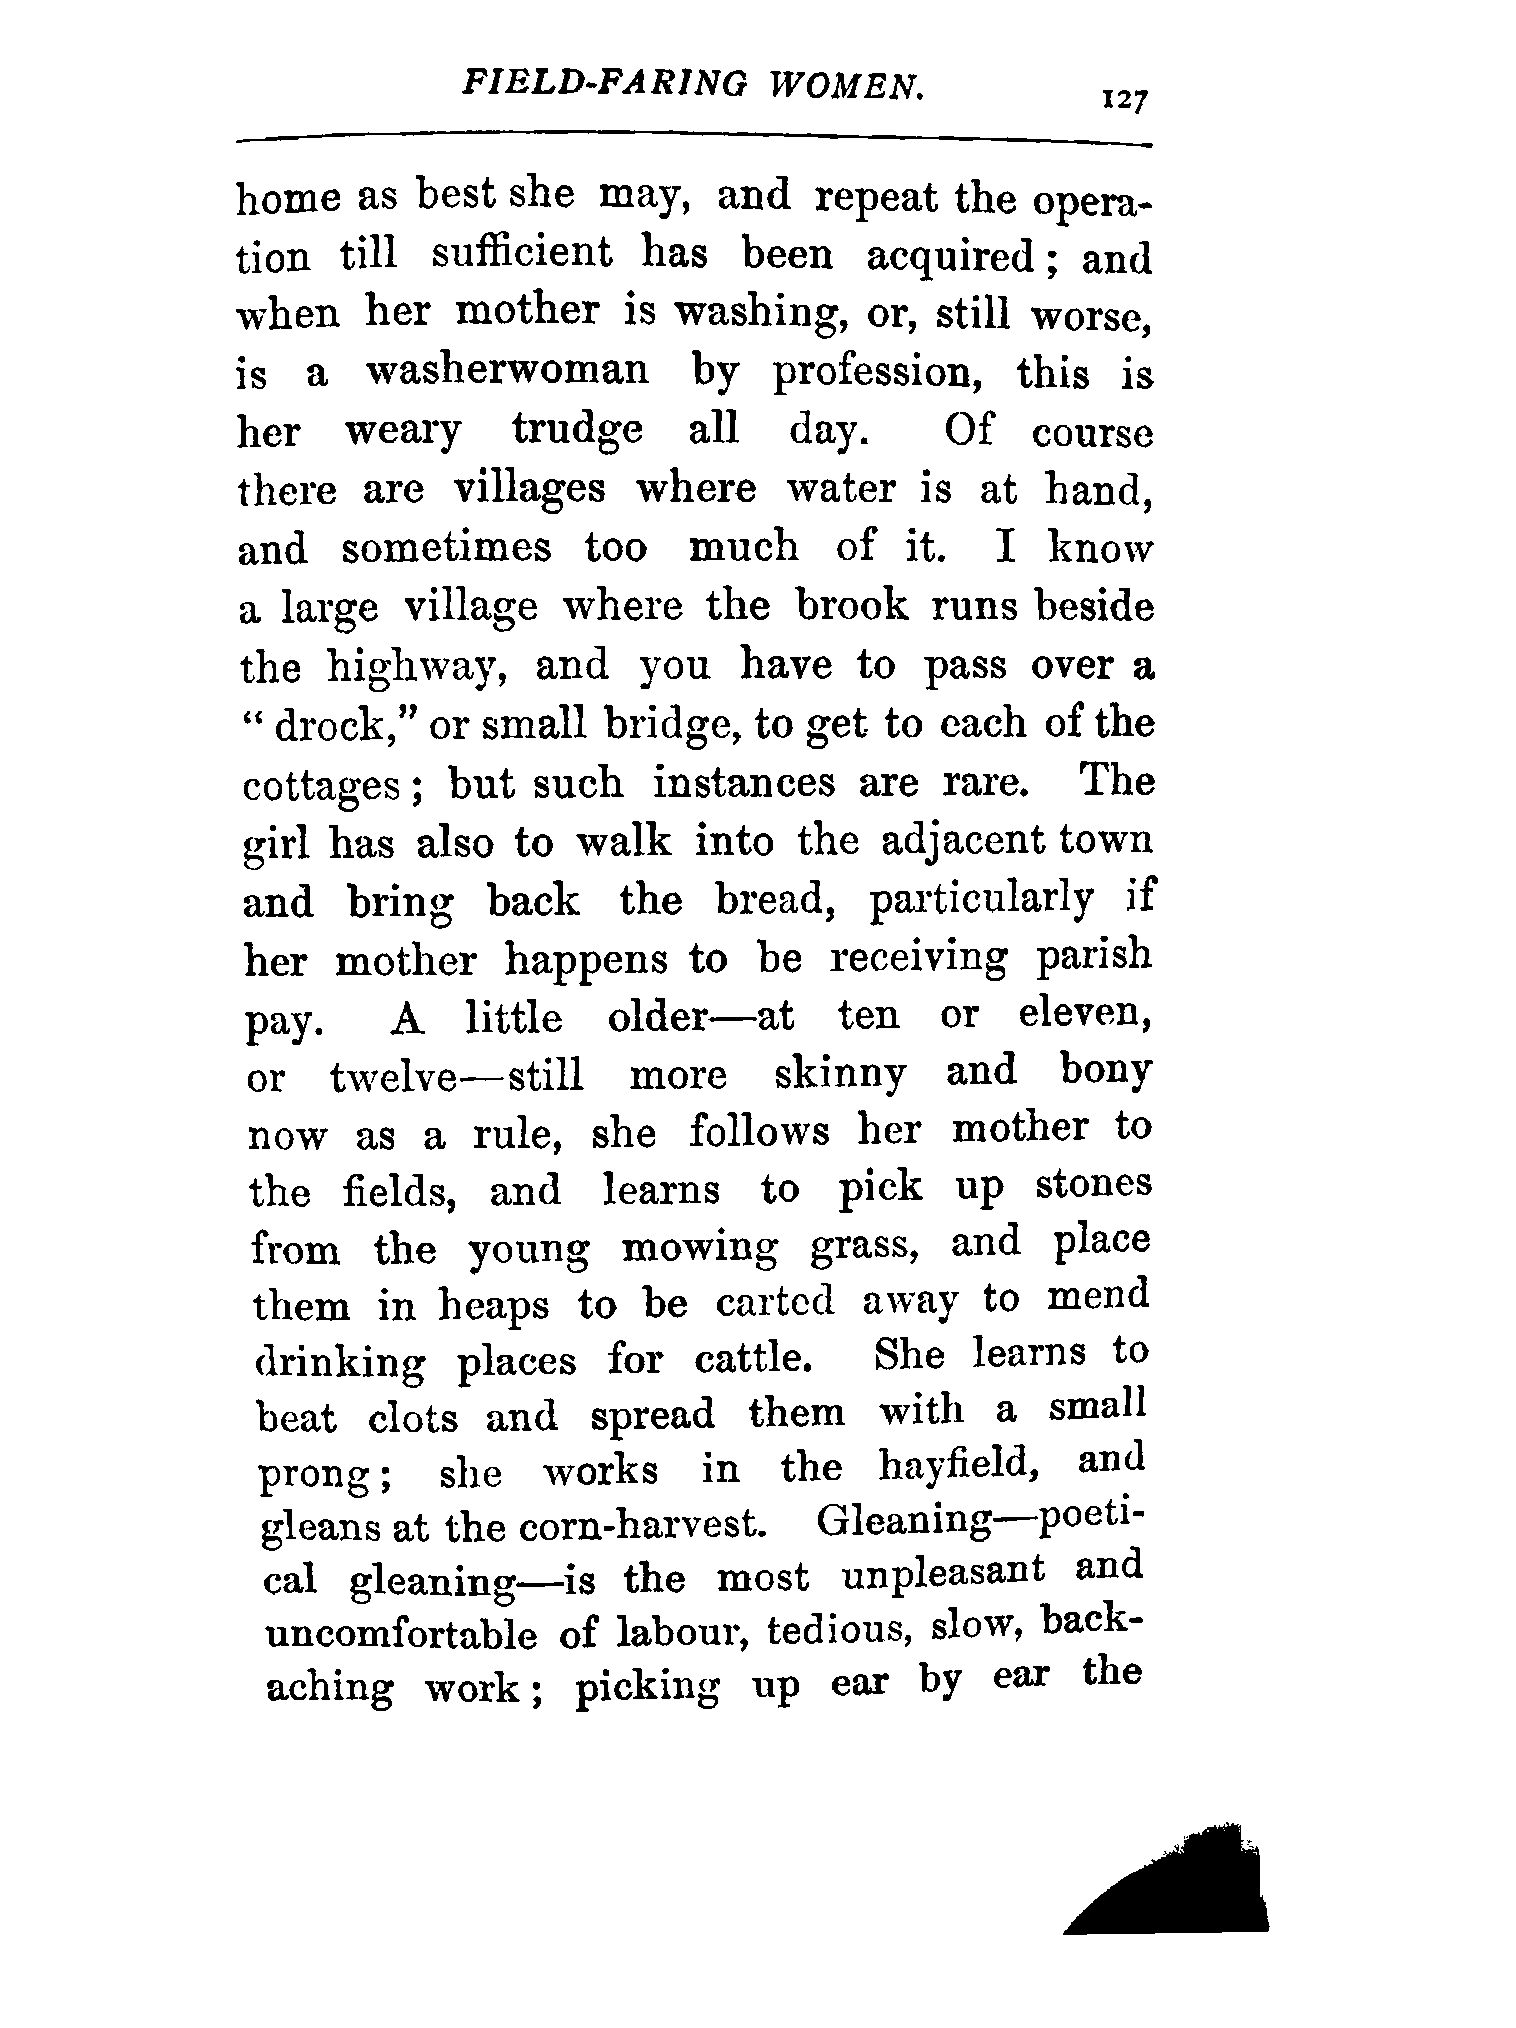 FIELD-FARING WOMEN. 127
home as best she may, and repeat the opera-
tion till sufficient has been acquired; and
when her mother is washing, or, still worse,
is a washerwoman by profession, this is
her weary trudge all day. Of course
there are villages where water is at hand,
and sometimes too much of it. I know
a large village where the brook runs beside
the highway, and you have to pass over a
“drock,” or small bridge, to get to each of the
cottages; but such instances are rare. The
girl has also to walk into the adjacent town
and bring back the bread, particularly if
her mother happens to be receiving parish
pay. A little older—at ten or eleven,
or twelve—still more skinny and bony
now as a rule, she follows her mother to
the fields, and learns to pick up stones
from the young mowing grass, and place
them in heaps to be carted away to mend
drinking places for cattle. She learns to
beat clots and spread them with a small
prong; she works in the hayfield, and
gleans at the corn-harvest. Gleaning—poeti-
cal gleaning—is the most unpleasant and
uncomfortable of labour, tedious, slow, back-
aching work; picking up ear by ear the